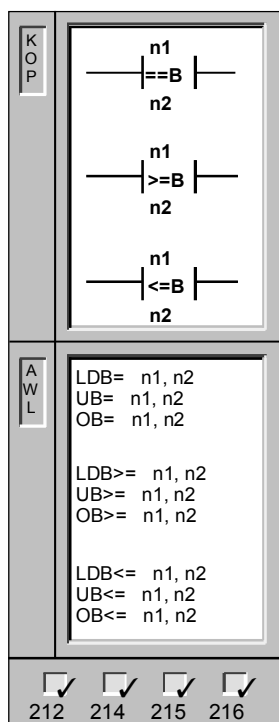 K
O
P
n1
==B
n2
n1
>=B
n2
n1
<=B
n2
A
W
L
LDB= n1, n2
UB= n1, n2
OB= n1, n2
LDB>= n1, n2
UB>= n1, n2
OB>= n1, n2
LDB<= n1, n2
UB<= n1, n2
OB<= n1, n2
212 214 215 216